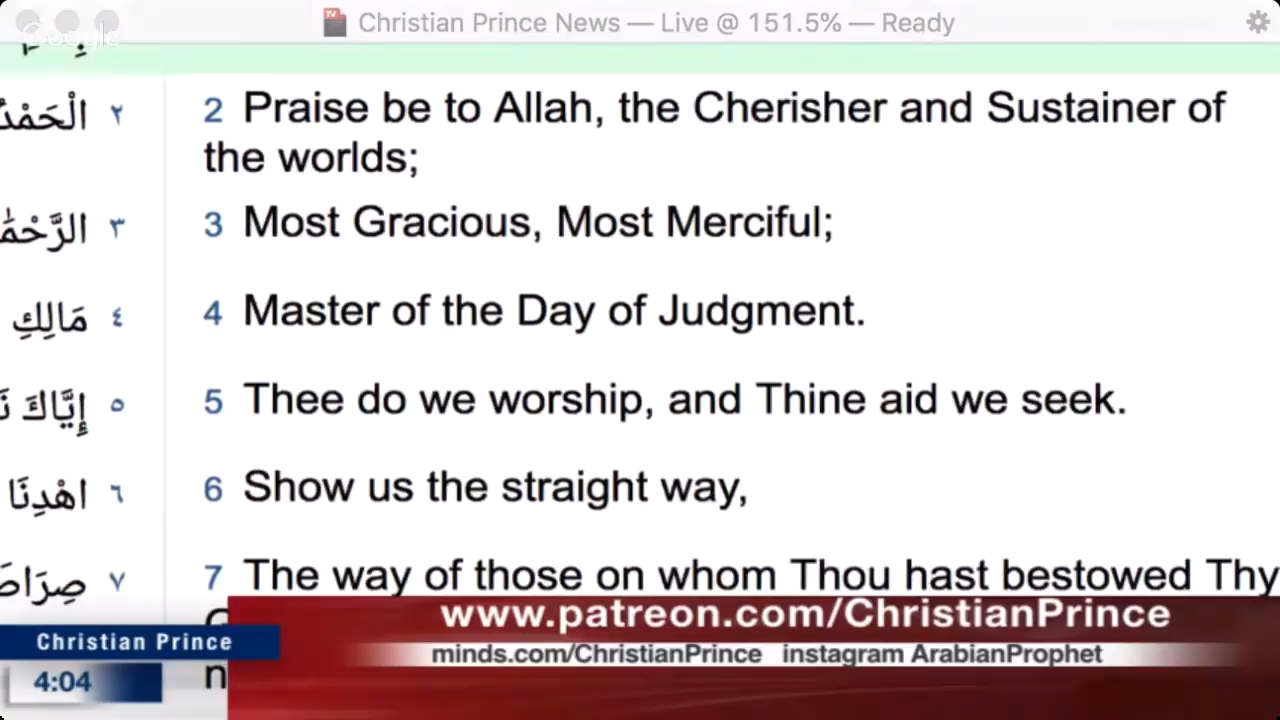 Christian Prince News — Live @ 151.5% — Ready
Google
2 Praise be to Allah, the Cherisher and Sustainer of
the worlds;
٢ الْحَمْدُ
3 Most Gracious, Most Merciful;
٣
4 Master of the Day of Judgment.
٤ مَالِكِ
5 Thee do we worship, and Thine aid we seek.
٥ إِيَّاكَ
6 Show us the straight way,
٦ اهْدِنَا
7 The way of those on whom Thou hast bestowed Thy
٧
www.patreon.com/ChristianPrince
Christian Prince
minds.com/ChristianPrince instagram ArabianProphet
4:04